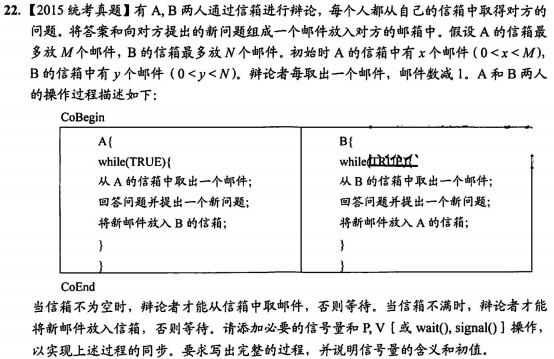 22.【2015统考真题】有 A, B 两人通过信箱进行辩论，每个人都从自己的信箱中取得对方的
问题。将答案和向对方提出的新问题组成一个邮件放入对方的邮箱中。假设 A 的信箱最
多放 M 个邮件，B 的信箱最多放 N 个邮件。初始时 A 的信箱中有 x 个邮件（0<x<M），
B 的信箱中有 y 个邮件（0<y<N）。辩论者每取出一个邮件，邮件数减 1。A 和 B 两人
的操作过程描述如下：
CoBegin
A{
while(TRUE){
从 A 的信箱中取出一个邮件;
回答问题并提出一个新问题;
将新邮件放入 B 的信箱;
}
}
B{
while(TRUE){
从 B 的信箱中取出一个邮件;
回答问题并提出一个新问题;
将新邮件放入 A 的信箱;
}
}
CoEnd
当信箱不为空时，辩论者才能从信箱中取邮件，否则等待。当信箱不满时，辩论者才能
将新邮件放入信箱，否则等待。请添加必要的信号量和 P, V [ 或 wait(), signal() ] 操作，
以实现上述过程的同步。要求写出完整的过程，并说明信号量的含义和初值。